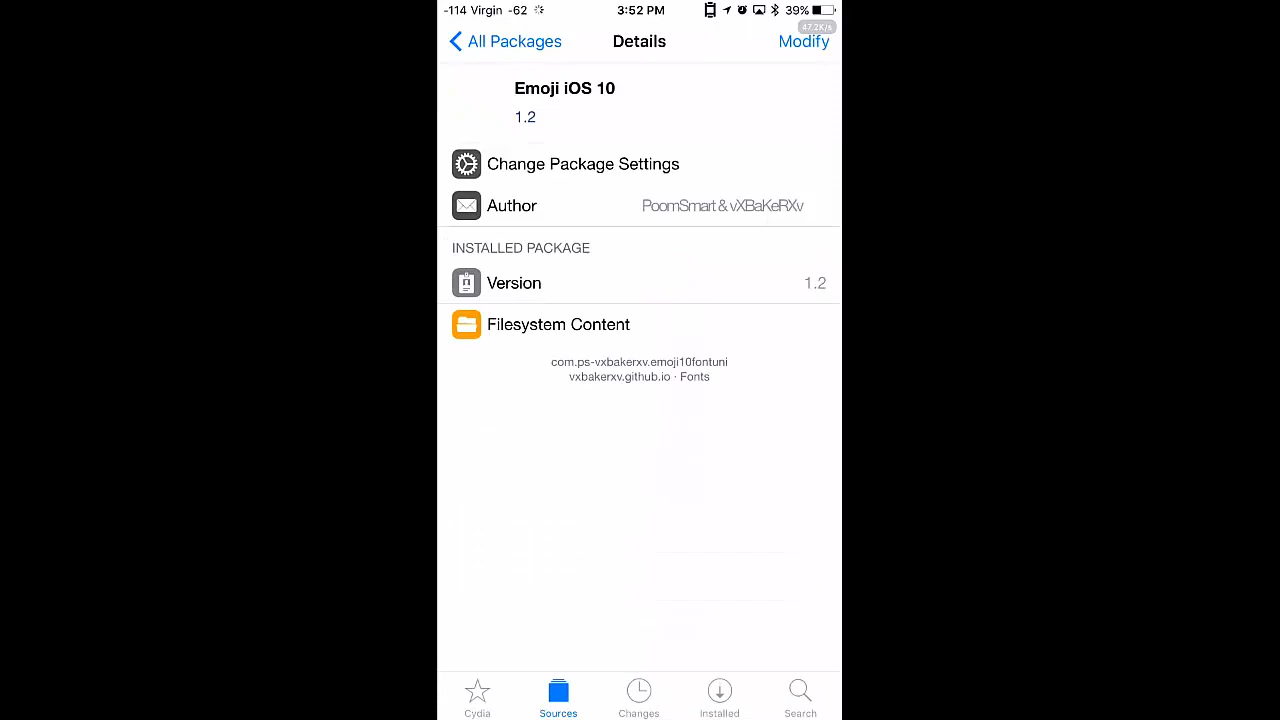 -114 Virgin -62 3:52 PM 39%
47.2K/s
All Packages Details Modify
Emoji iOS 10
1.2
Change Package Settings
Author PoomSmart & vXBaKeRXv
INSTALLED PACKAGE
Version 1.2
Filesystem Content
com.ps-vxbakerxv.emoji10fontuni
vxbakerxv.github.io · Fonts
Cydia Sources Changes Installed Search